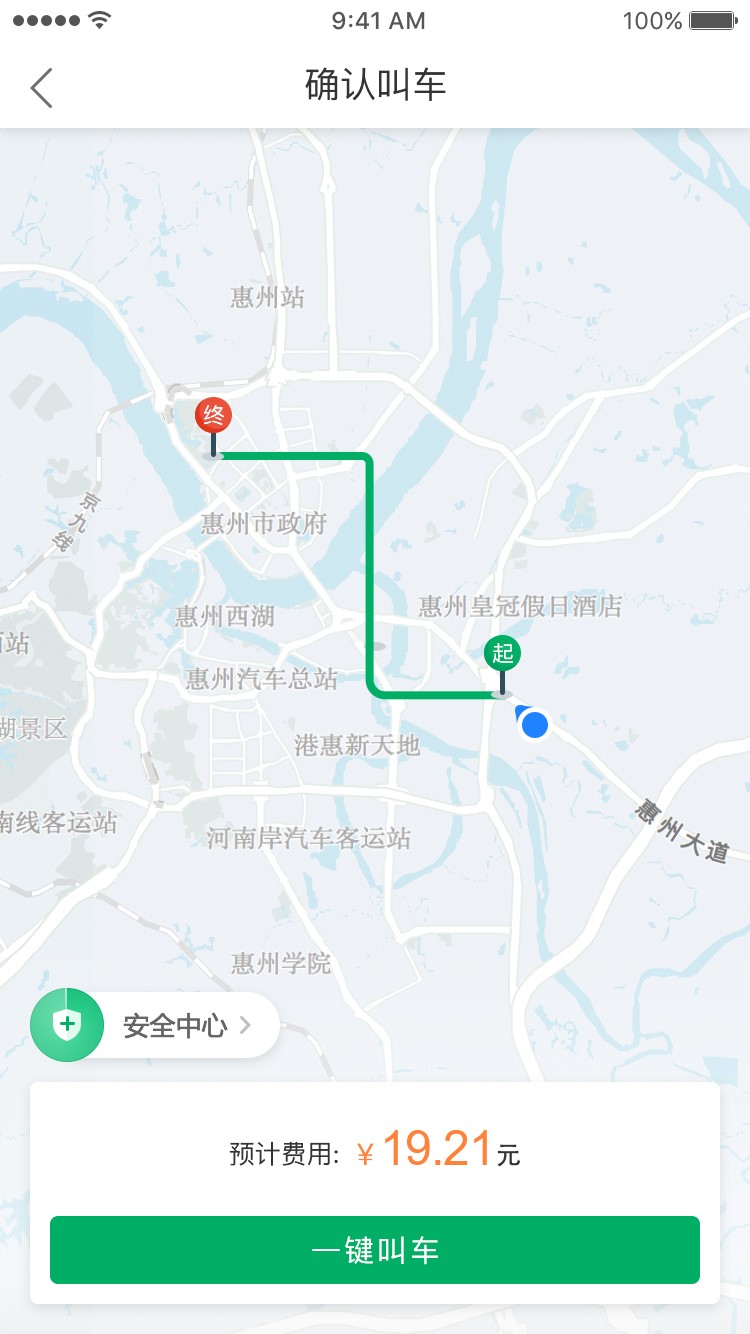 9:41 AM 100%
确认叫车
惠州站
终
京九线
惠州市政府
惠州皇冠假日酒店
惠州西湖
站
起
惠州汽车总站
湖景区
港惠新天地
惠州大道
南线客运站
河南岸汽车客运站
惠州学院
安全中心
预计费用: ¥ 19.21元
一键叫车